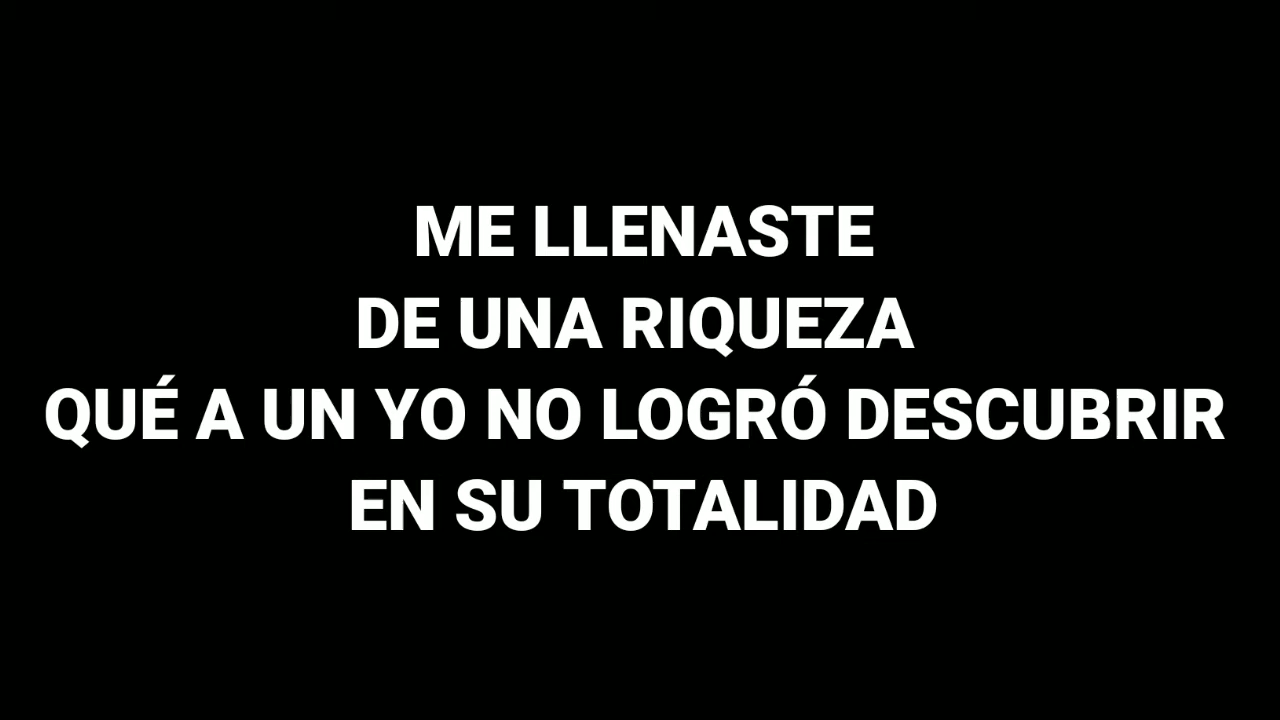 ME LLENASTE
DE UNA RIQUEZA
QUÉ A UN YO NO LOGRÓ DESCUBRIR
EN SU TOTALIDAD